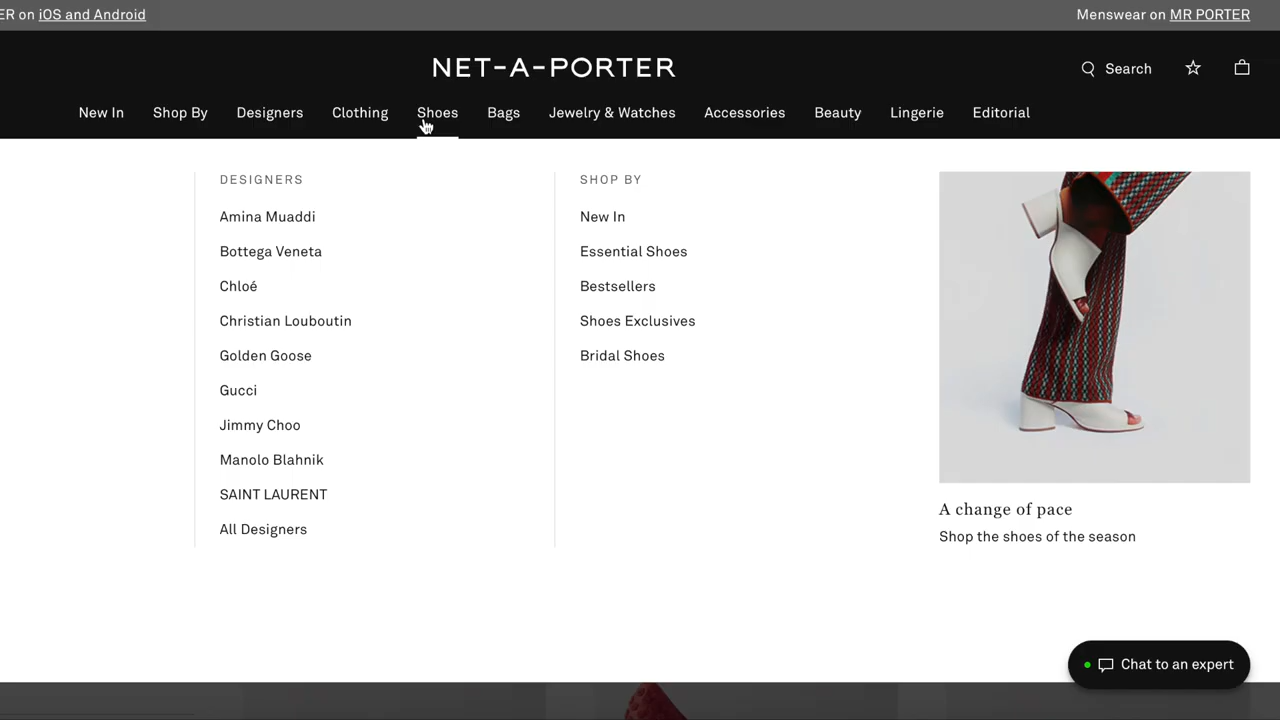 ER on iOS and Android
Menswear on MR PORTER
NET-A-PORTER
Search
New In Shop By Designers Clothing Shoes Bags Jewelry & Watches Accessories Beauty Lingerie Editorial
DESIGNERS
Amina Muaddi
Bottega Veneta
Chloé
Christian Louboutin
Golden Goose
Gucci
Jimmy Choo
Manolo Blahnik
SAINT LAURENT
All Designers
SHOP BY
New In
Essential Shoes
Bestsellers
Shoes Exclusives
Bridal Shoes
A change of pace
Shop the shoes of the season
Chat to an expert